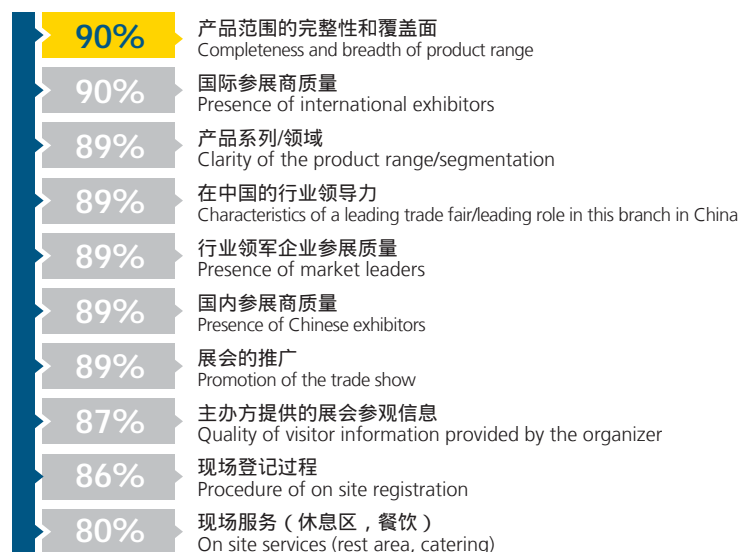 90%
产品范围的完整性和覆盖面
Completeness and breadth of product range
90%
国际参展商质量
Presence of international exhibitors
89%
产品系列/领域
Clarity of the product range/segmentation
89%
在中国的行业领导力
Characteristics of a leading trade fair/leading role in this branch in China
89%
行业领军企业参展质量
Presence of market leaders
89%
国内参展商质量
Presence of Chinese exhibitors
89%
展会的推广
Promotion of the trade show
87%
主办方提供的展会参观信息
Quality of visitor information provided by the organizer
86%
现场登记过程
Procedure of on site registration
80%
现场服务（休息区，餐饮）
On site services (rest area, catering)